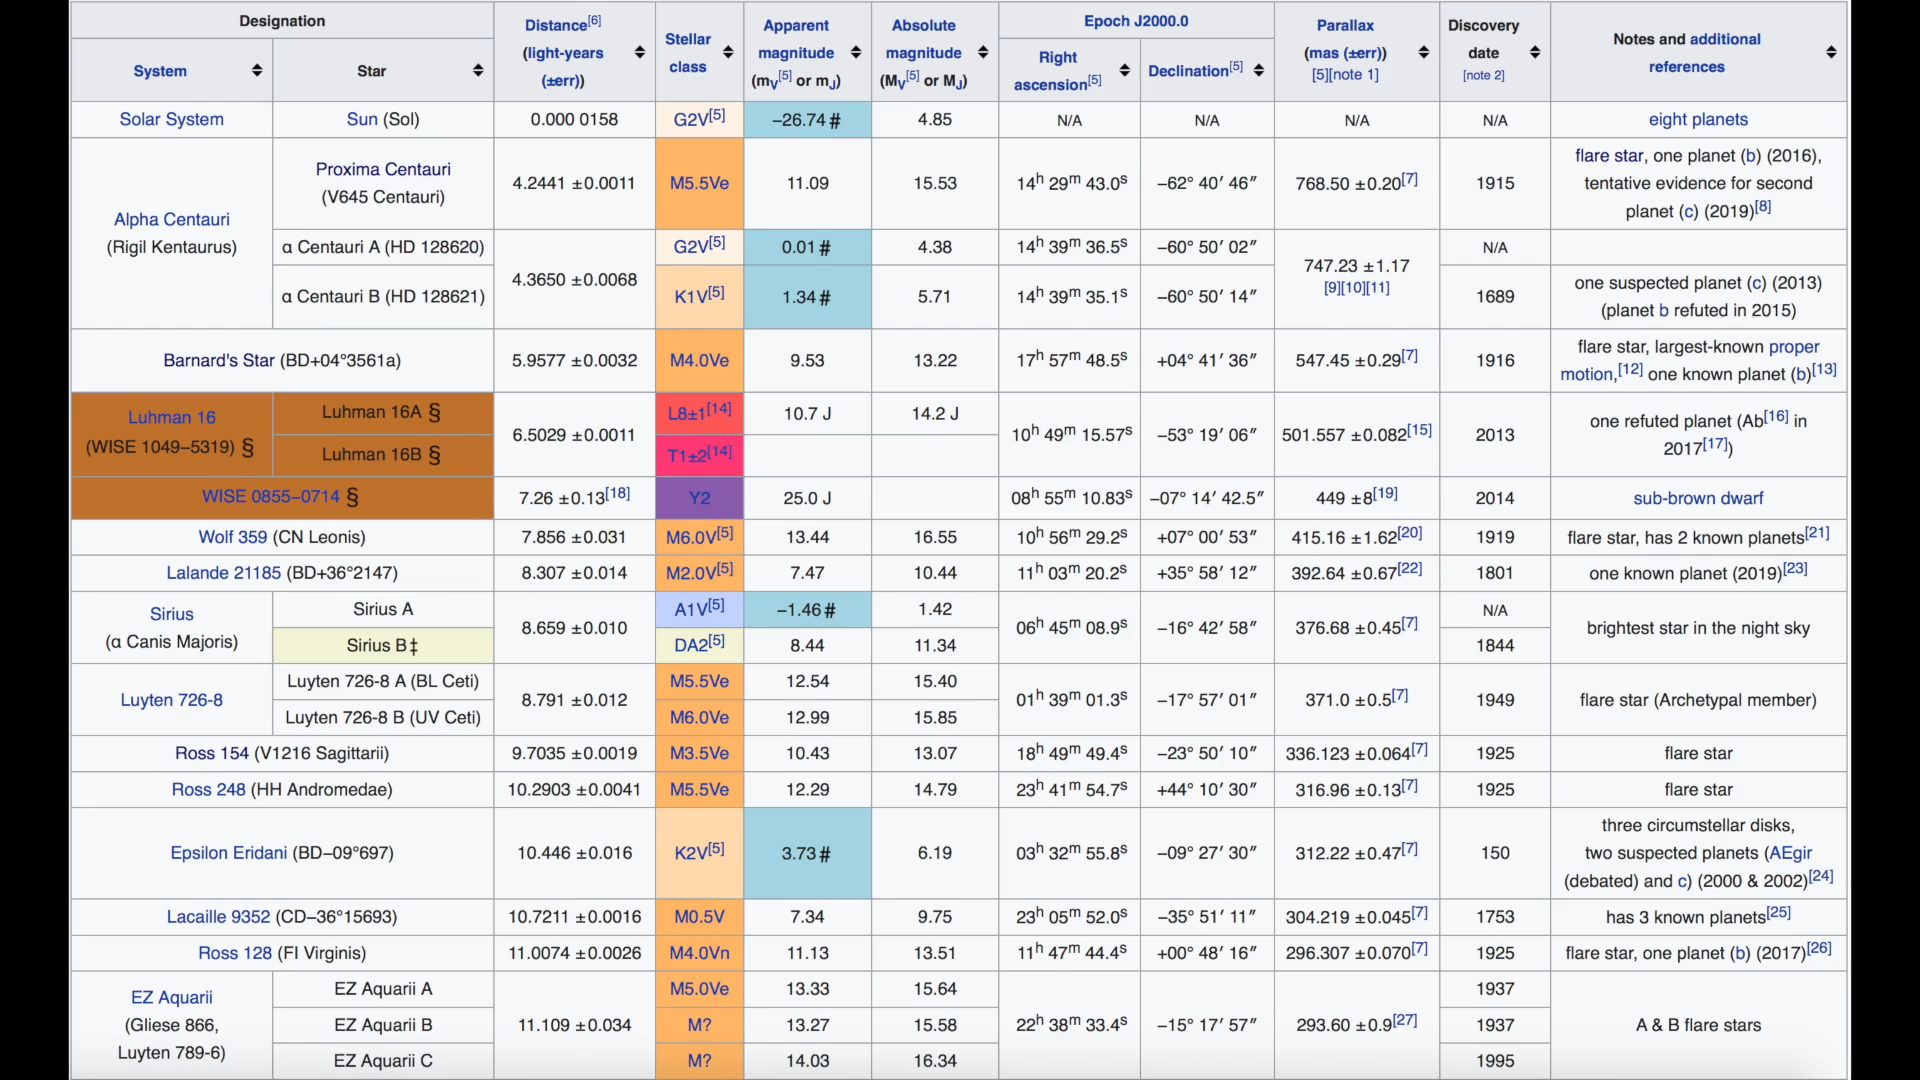 Designation
Distance[6]
(light-years
(±err))
Stellar
class
Apparent
magnitude
(mV[5] or mJ)
Absolute
magnitude
(MV[5] or MJ)
Epoch J2000.0
Parallax
(mas (±err))
[5][note 1]
Discovery
date
[note 2]
Notes and additional
references
System
Star
Right
ascension[5]
Declination[5]
Solar System Sun (Sol) 0.000 0158 G2V[5] −26.74 # 4.85 N/A N/A N/A N/A eight planets
Alpha Centauri
(Rigil Kentaurus)
Proxima Centauri
(V645 Centauri)
4.2441 ±0.0011 M5.5Ve 11.09 15.53 14h 29m 43.0s −62° 40′ 46″ 768.50 ±0.20[7] 1915
flare star, one planet (b) (2016),
tentative evidence for second
planet (c) (2019)[8]
α Centauri A (HD 128620) 4.3650 ±0.0068 G2V[5] 0.01 # 4.38 14h 39m 36.5s −60° 50′ 02″ 747.23 ±1.17
[9][10][11]
N/A
α Centauri B (HD 128621) K1V[5] 1.34 # 5.71 14h 39m 35.1s −60° 50′ 14″ 1689
one suspected planet (c) (2013)
(planet b refuted in 2015)
Barnard's Star (BD+04°3561a) 5.9577 ±0.0032 M4.0Ve 9.53 13.22 17h 57m 48.5s +04° 41′ 36″ 547.45 ±0.29[7] 1916
flare star, largest-known proper
motion,[12] one known planet (b)[13]
Luhman 16
(WISE 1049−5319) §
Luhman 16A § 6.5029 ±0.0011 L8±1[14] 10.7 J 14.2 J 10h 49m 15.57s −53° 19′ 06″ 501.557 ±0.082[15] 2013
one refuted planet (Ab[16] in
2017[17])
Luhman 16B § T1±2[14]
WISE 0855−0714 § 7.26 ±0.13[18] Y2 25.0 J 08h 55m 10.83s −07° 14′ 42.5″ 449 ±8[19] 2014 sub-brown dwarf
Wolf 359 (CN Leonis) 7.856 ±0.031 M6.0V[5] 13.44 16.55 10h 56m 29.2s +07° 00′ 53″ 415.16 ±1.62[20] 1919 flare star, has 2 known planets[21]
Lalande 21185 (BD+36°2147) 8.307 ±0.014 M2.0V[5] 7.47 10.44 11h 03m 20.2s +35° 58′ 12″ 392.64 ±0.67[22] 1801 one known planet (2019)[23]
Sirius
(α Canis Majoris)
Sirius A 8.659 ±0.010 A1V[5] −1.46 # 1.42 06h 45m 08.9s −16° 42′ 58″ 376.68 ±0.45[7] N/A brightest star in the night sky
Sirius B‡ DA2[5] 8.44 11.34 1844
Luyten 726-8
Luyten 726-8 A (BL Ceti) 8.791 ±0.012 M5.5Ve 12.54 15.40 01h 39m 01.3s −17° 57′ 01″ 371.0 ±0.5[7] 1949 flare star (Archetypal member)
Luyten 726-8 B (UV Ceti) M6.0Ve 12.99 15.85
Ross 154 (V1216 Sagittarii) 9.7035 ±0.0019 M3.5Ve 10.43 13.07 18h 49m 49.4s −23° 50′ 10″ 336.123 ±0.064[7] 1925 flare star
Ross 248 (HH Andromedae) 10.2903 ±0.0041 M5.5Ve 12.29 14.79 23h 41m 54.7s +44° 10′ 30″ 316.96 ±0.13[7] 1925 flare star
Epsilon Eridani (BD−09°697) 10.446 ±0.016 K2V[5] 3.73 # 6.19 03h 32m 55.8s −09° 27′ 30″ 312.22 ±0.47[7] 150
three circumstellar disks,
two suspected planets (AEgir
(debated) and c) (2000 & 2002)[24]
Lacaille 9352 (CD−36°15693) 10.7211 ±0.0016 M0.5V 7.34 9.75 23h 05m 52.0s −35° 51′ 11″ 304.219 ±0.045[7] 1753 has 3 known planets[25]
Ross 128 (FI Virginis) 11.0074 ±0.0026 M4.0Vn 11.13 13.51 11h 47m 44.4s +00° 48′ 16″ 296.307 ±0.070[7] 1925 flare star, one planet (b) (2017)[26]
EZ Aquarii
(Gliese 866,
Luyten 789-6)
EZ Aquarii A 11.109 ±0.034 M5.0Ve 13.33 15.64 22h 38m 33.4s −15° 17′ 57″ 293.60 ±0.9[27] 1937 A & B flare stars
EZ Aquarii B M? 13.27 15.58 1937
EZ Aquarii C M? 14.03 16.34 1995